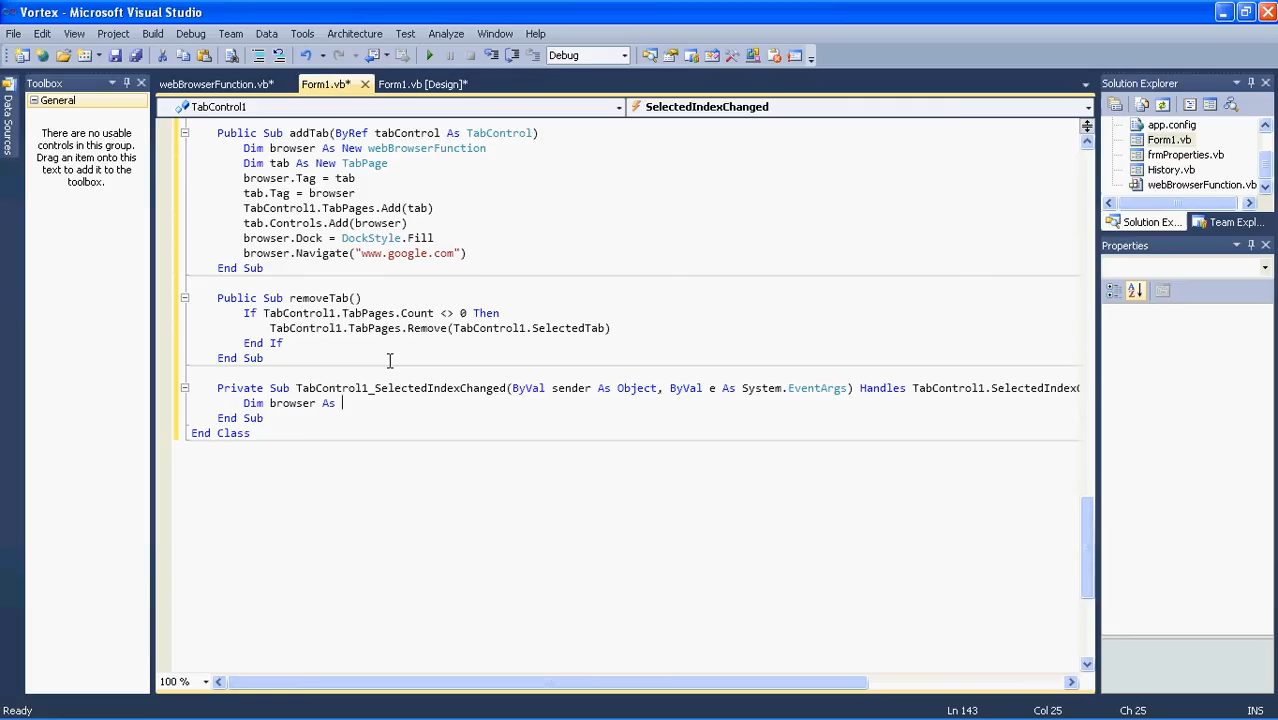 Vortex - Microsoft Visual Studio
File Edit View Project Build Debug Team Data Tools Architecture Test Analyze Window Help
Debug
Toolbox
General
There are no usable
controls in this group.
Drag an item onto this
text to add it to the
toolbox.
Data Sources
webBrowserFunction.vb* Form1.vb* Form1.vb [Design]*
TabControl1 SelectedIndexChanged
Public Sub addTab(ByRef tabControl As TabControl)
Dim browser As New webBrowserFunction
Dim tab As New TabPage
browser.Tag = tab
tab.Tag = browser
TabControl1.TabPages.Add(tab)
tab.Controls.Add(browser)
browser.Dock = DockStyle.Fill
browser.Navigate("www.google.com")
End Sub
Public Sub removeTab()
If TabControl1.TabPages.Count <> 0 Then
TabControl1.TabPages.Remove(TabControl1.SelectedTab)
End If
End Sub
Private Sub TabControl1_SelectedIndexChanged(ByVal sender As Object, ByVal e As System.EventArgs) Handles TabControl1.SelectedIndexC
Dim browser As
End Sub
End Class
100 %
Solution Explorer
app.config
Form1.vb
frmProperties.vb
History.vb
webBrowserFunction.vb
Solution Ex... Team Expl...
Properties
Ready Ln 143 Col 25 Ch 25 INS